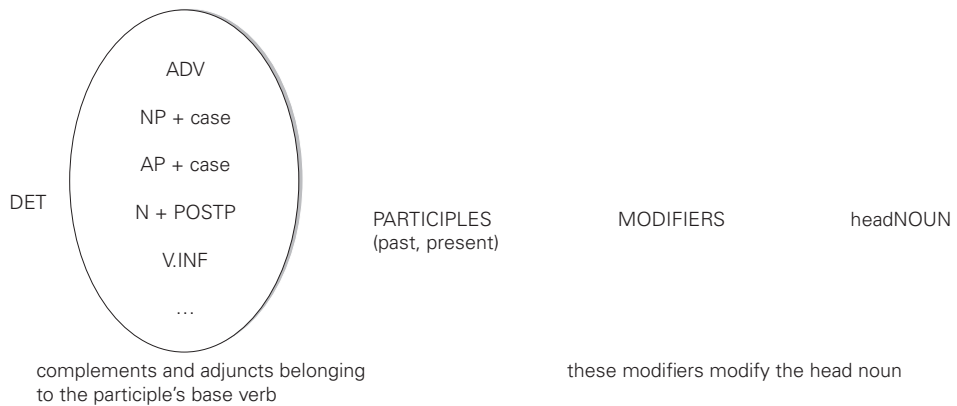 ADV
NP + case
AP + case
DET
N + POSTP
PARTICIPLES
(past, present)
MODIFIERS
headNOUN
V.INF
…
complements and adjuncts belonging
to the participle's base verb
these modifiers modify the head noun